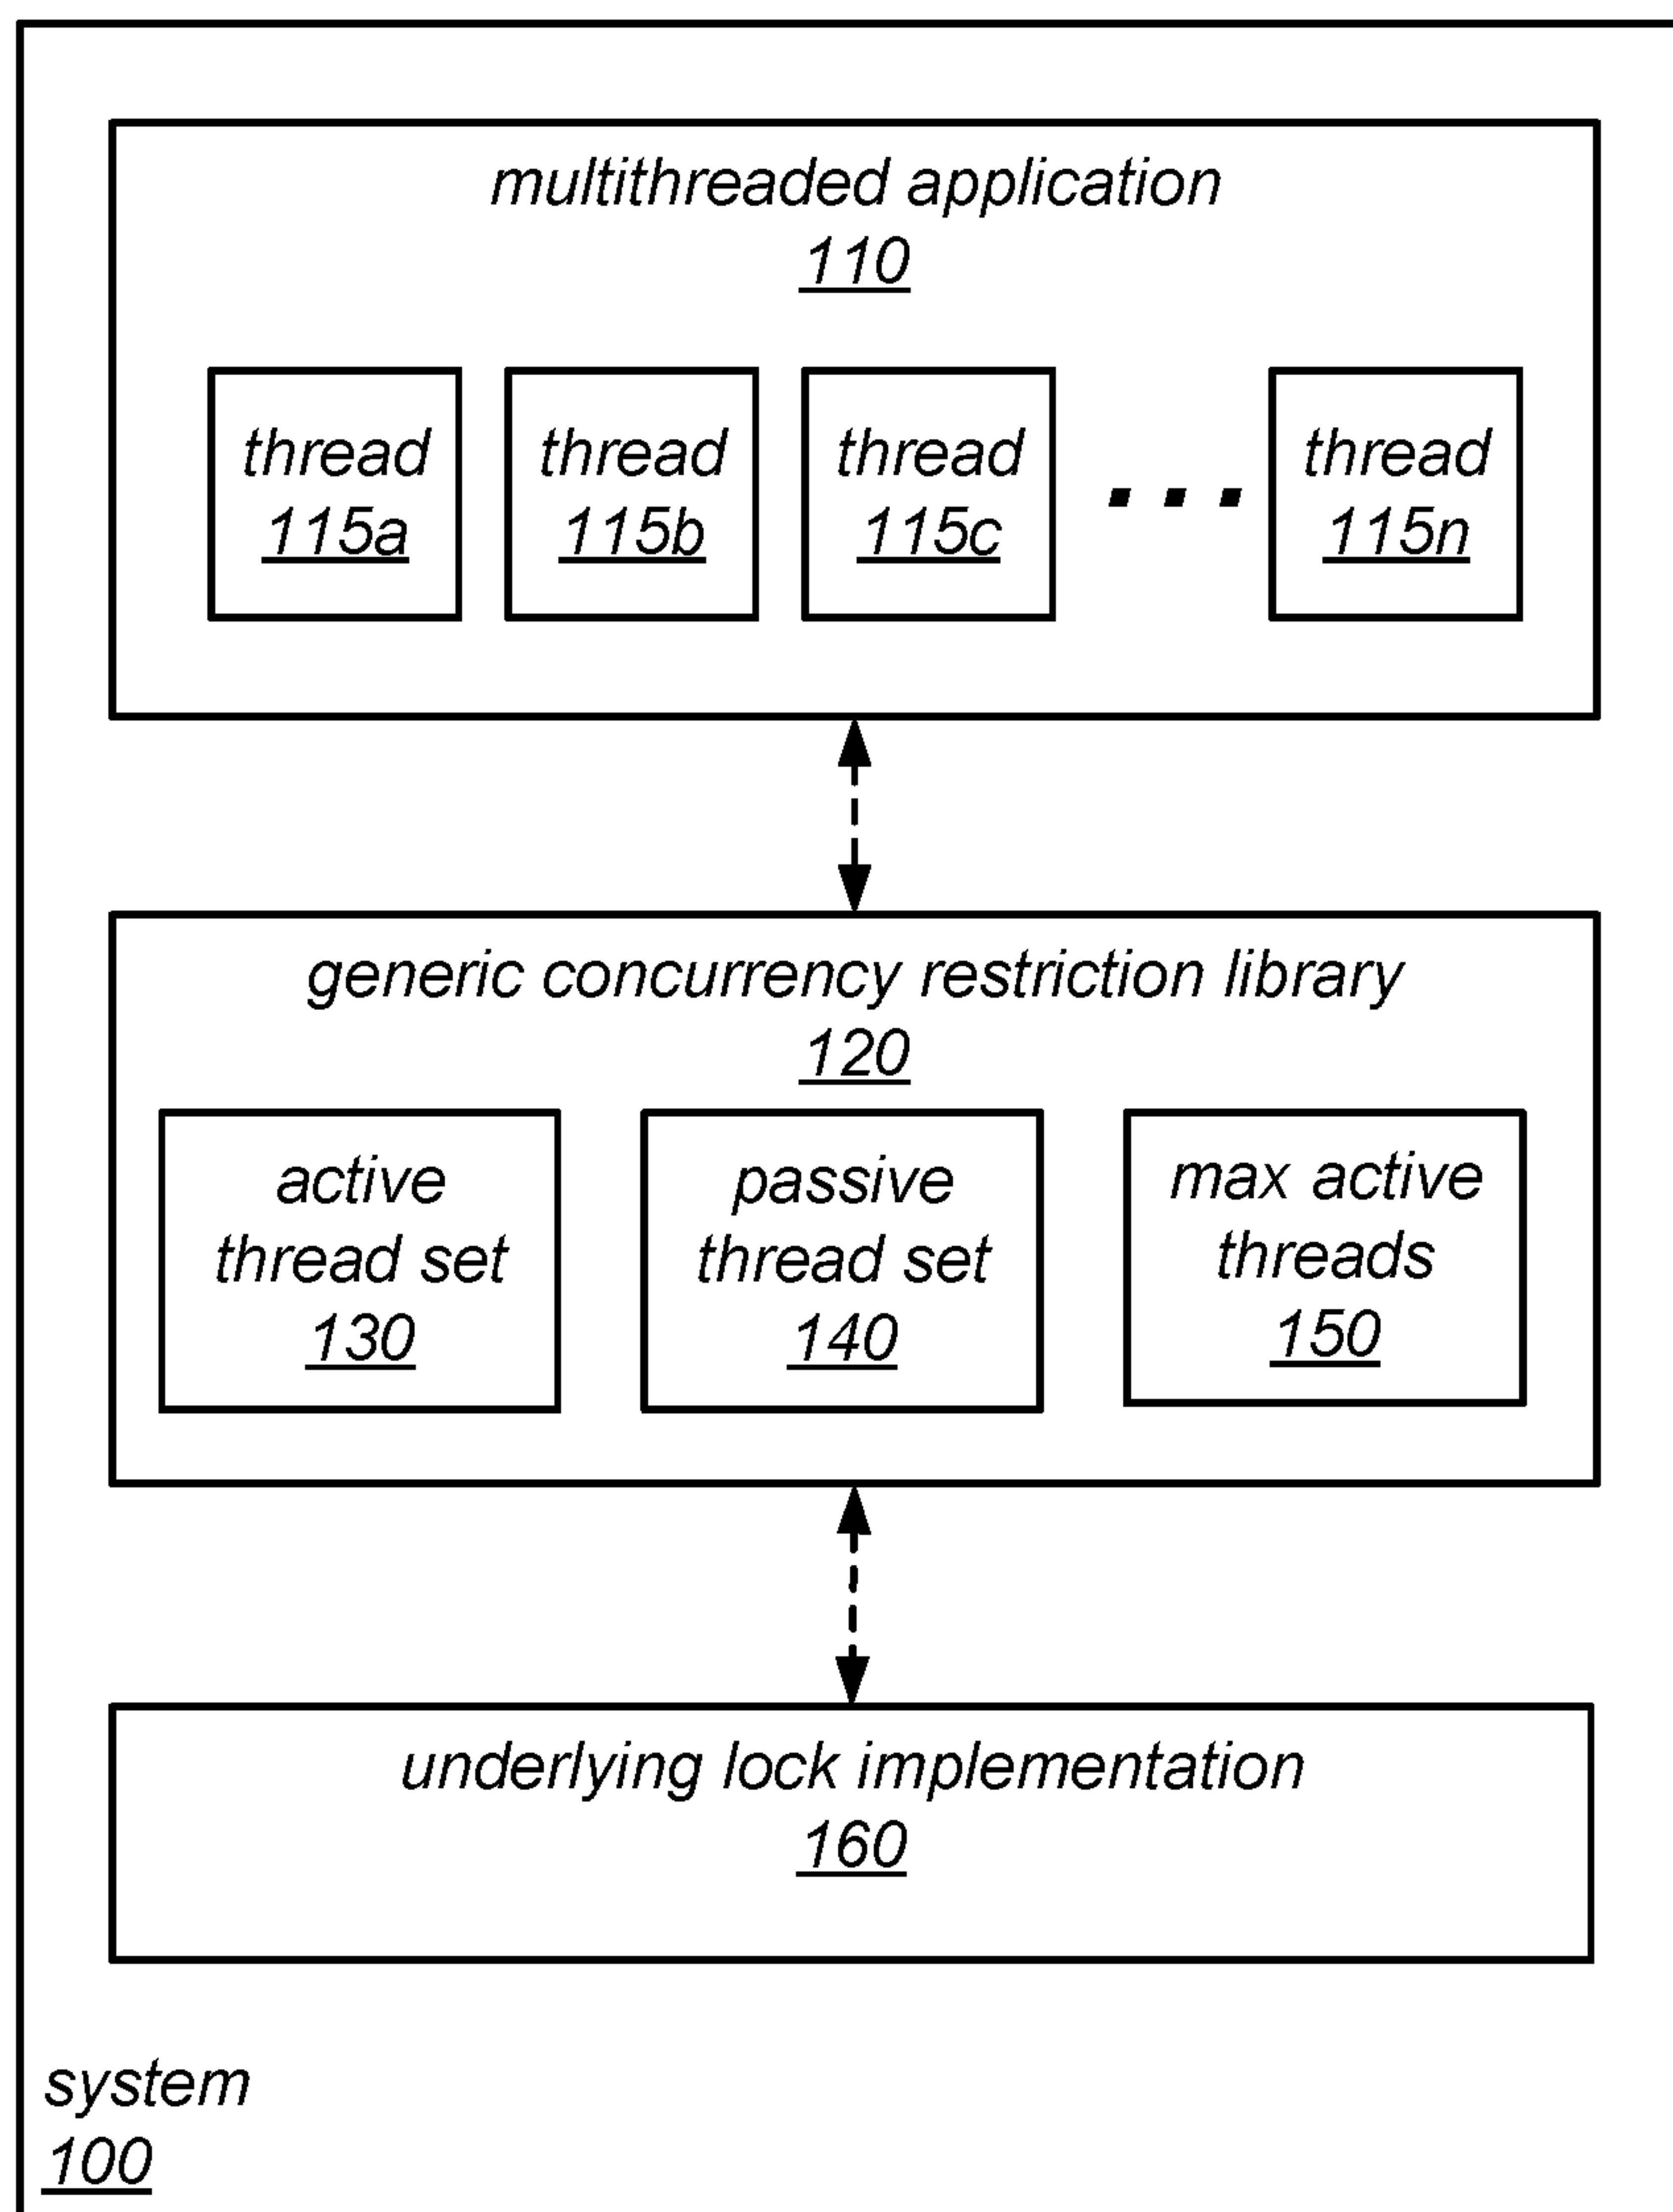 multithreaded application
110
thread thread thread thread
115a 115b 115c ... 115n
generic concurrency restriction library
120
active
thread set
130
passive
thread set
140
max active
threads
150
underlying lock implementation
160
system
100